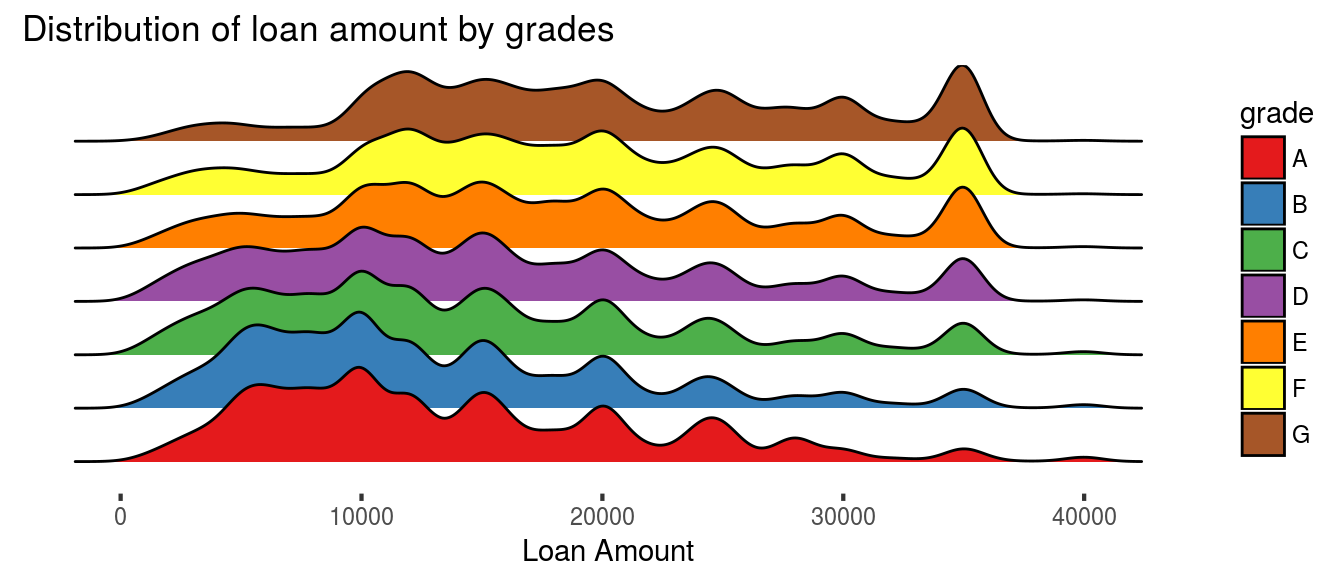 Distribution of loan amount by grades
grade
A
B
C
D
E
F
G
0 10000 20000 30000 40000
Loan Amount